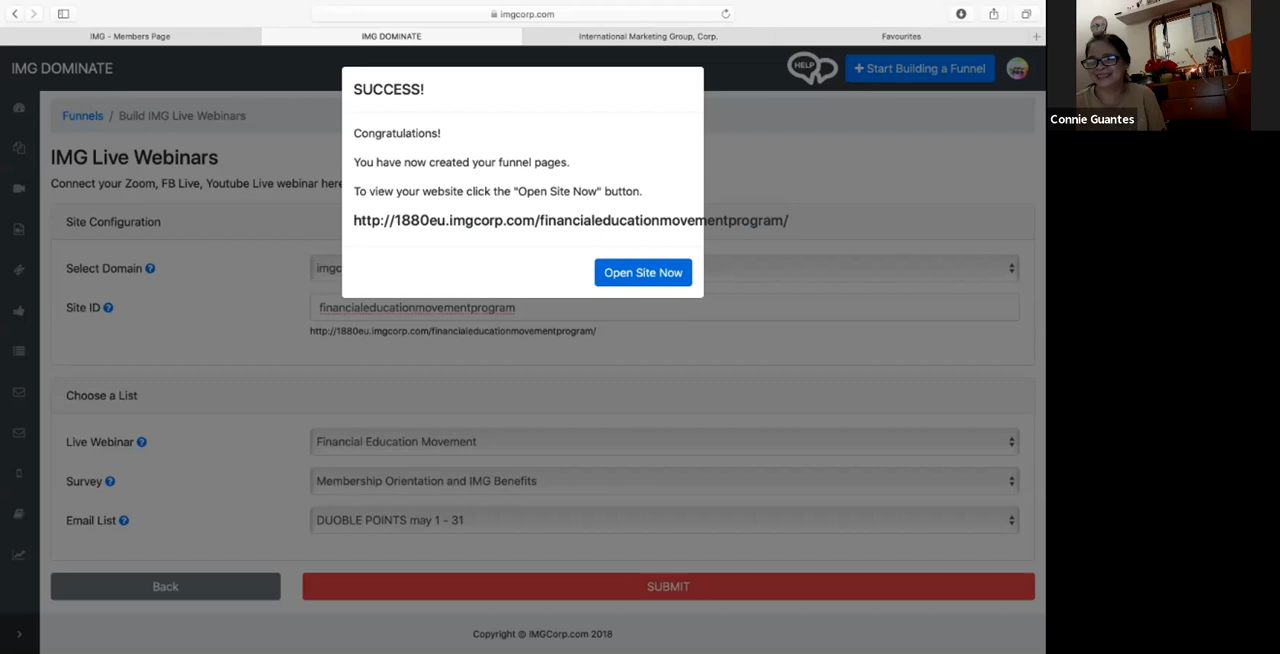 imgcorp.com
IMG - Members Page
IMG DOMINATE
International Marketing Group, Corp.
Favourites
IMG DOMINATE
HELP
+ Start Building a Funnel
Connie Guantes
Funnels / Build IMG Live Webinars
IMG Live Webinars
Connect your Zoom, FB Live, Youtube Live webinar here
SUCCESS!
Congratulations!
You have now created your funnel pages.
To view your website click the "Open Site Now" button.
http://1880eu.imgcorp.com/financialeducationmovementprogram/
Open Site Now
Site Configuration
Select Domain
imgc
Site ID
financialeducationmovementprogram
http://1880eu.imgcorp.com/financialeducationmovementprogram/
Choose a List
Live Webinar
Financial Education Movement
Survey
Membership Orientation and IMG Benefits
Email List
DUOBLE POINTS may 1 - 31
Back
SUBMIT
Copyright © IMGCorp.com 2018